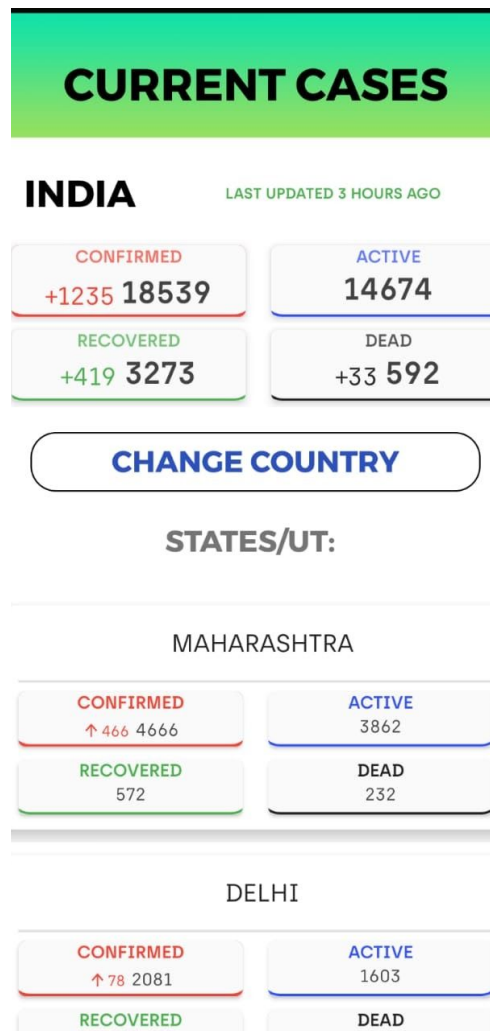 CURRENT CASES
INDIA LAST UPDATED 3 HOURS AGO
CONFIRMED ACTIVE
+1235 18539 14674
RECOVERED DEAD
+419 3273 +33 592
CHANGE COUNTRY
STATES/UT:
MAHARASHTRA
CONFIRMED ACTIVE
↑ 466 4666 3862
RECOVERED DEAD
572 232
DELHI
CONFIRMED ACTIVE
↑ 78 2081 1603
RECOVERED DEAD